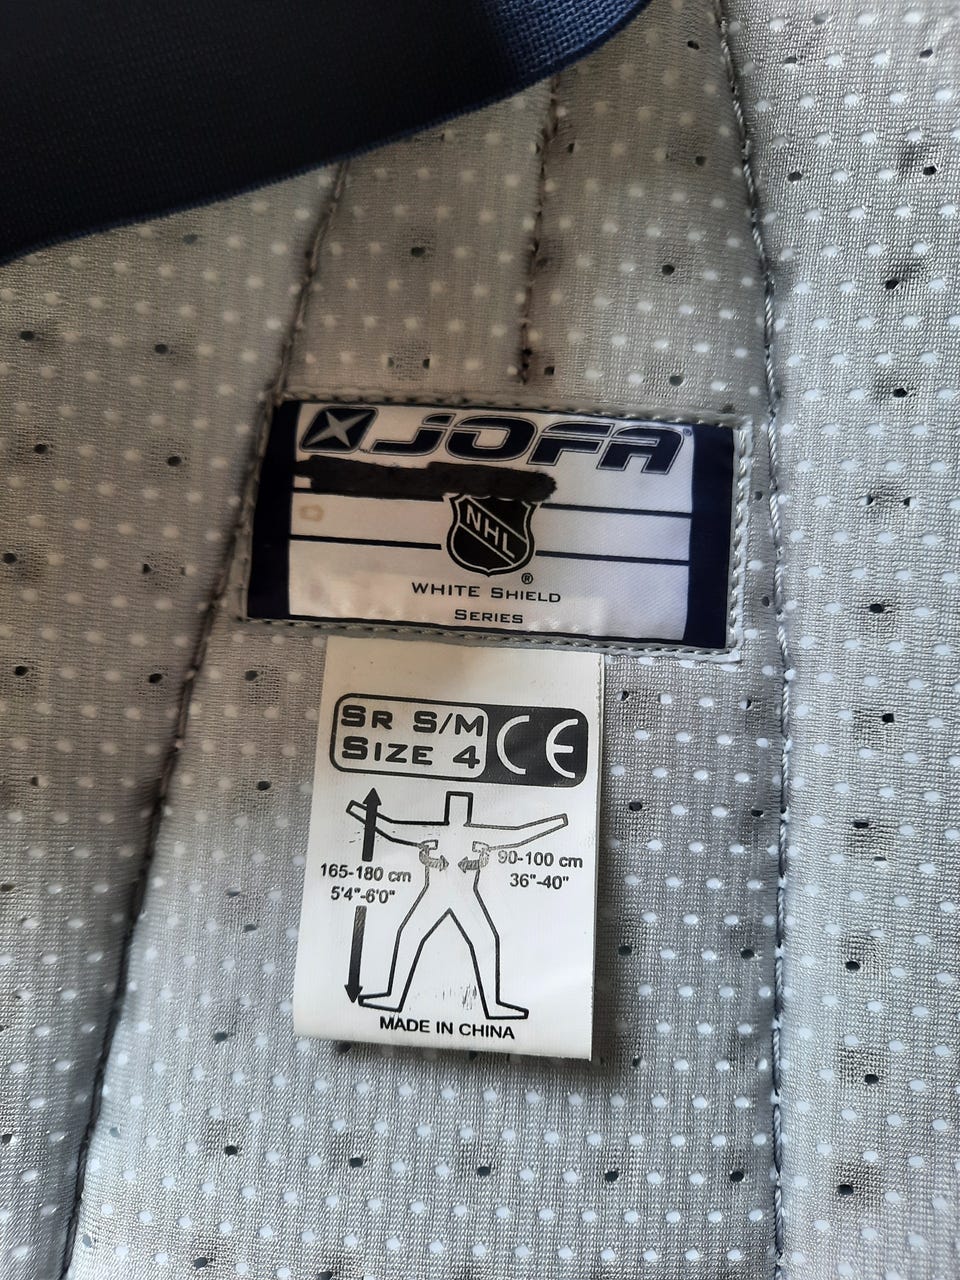 JOFA
NHL
®
WHITE SHIELD
SERIES
SR S/M
SIZE 4
CE
165-180 cm
5'4"-6'0"
90-100 cm
36"-40"
MADE IN CHINA